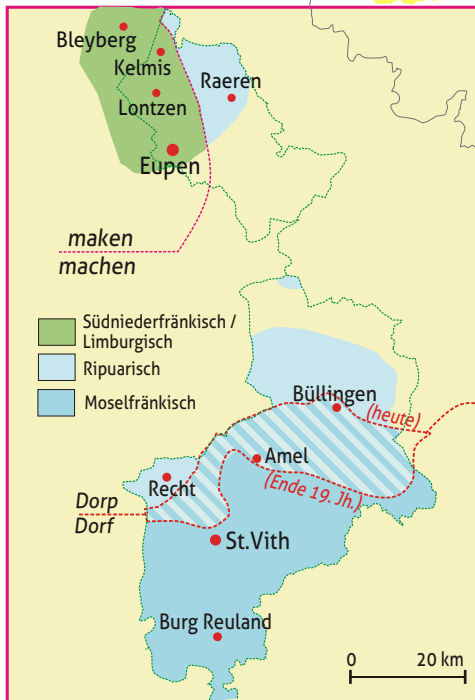 Bleyberg
Kelmis
Raeren
Lontzen
Eupen
maken
machen
Südniederfränkisch /
Limburgisch
Ripuarisch
Moselfränkisch
Büllingen
(heute)
Amel
Recht
(Ende 19. Jh.)
Dorp
Dorf
St.Vith
Burg Reuland
0 20 km